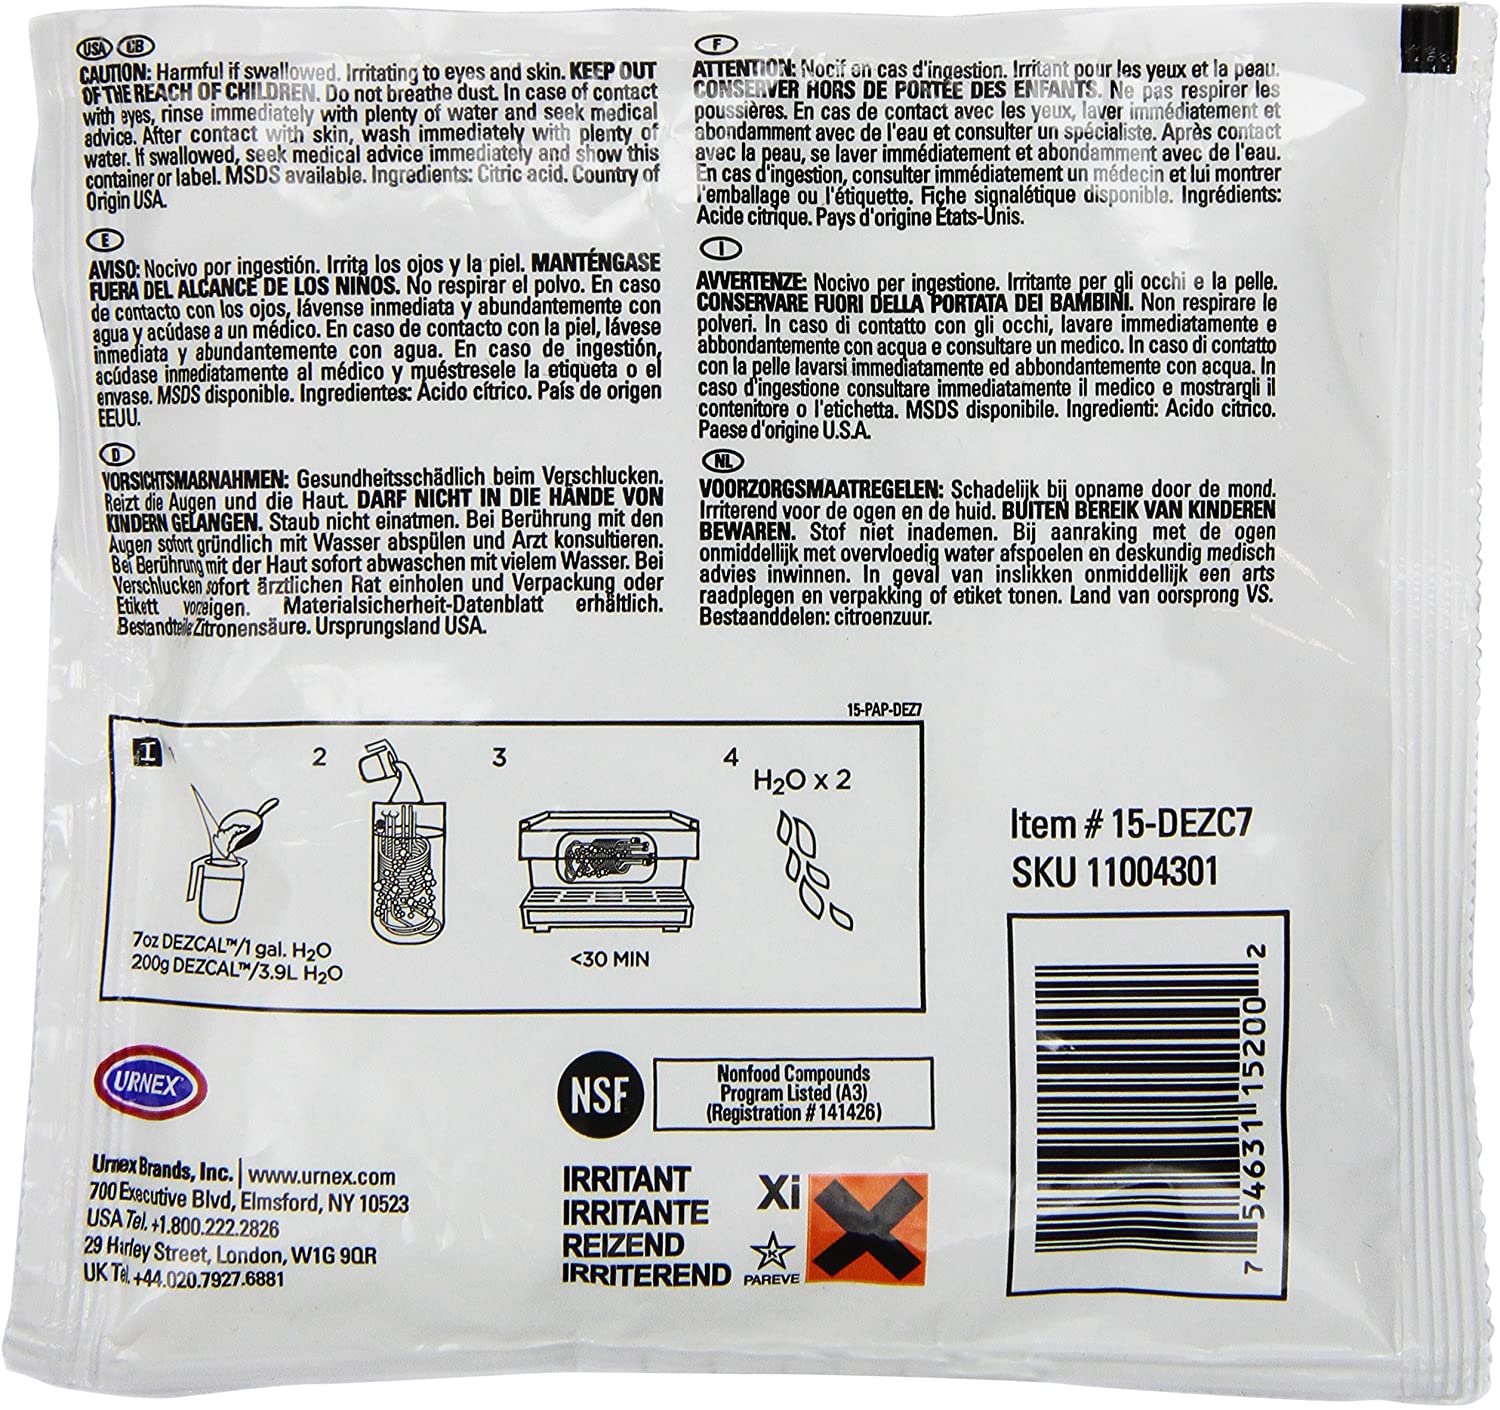 USA GB
CAUTION: Harmful if swallowed. Irritating to eyes and skin. KEEP OUT
OF THE REACH OF CHILDREN. Do not breathe dust. In case of contact
with eyes, rinse immediately with plenty of water and seek medical
advice. After contact with skin, wash immediately with plenty of
water. If swallowed, seek medical advice immediately and show this
container or label. MSDS available. Ingredients: Citric acid. Country of
Origin USA.
E
AVISO: Nocivo por ingestión. Irrita los ojos y la piel. MANTÉNGASE
FUERA DEL ALCANCE DE LOS NIÑOS. No respirar el polvo. En caso
de contacto con los ojos, lávense inmediata y abundantemente con
agua y acúdase a un médico. En caso de contacto con la piel, lávese
inmediata y abundantemente con agua. En caso de ingestión,
acúdase inmediatamente al médico y muéstresele la etiqueta o el
envase. MSDS disponible. Ingredientes: Ácido cítrico. País de origen
EEUU.
D
VORSICHTSMAßNAHMEN: Gesundheitsschädlich beim Verschlucken.
Reizt die Augen und die Haut. DARF NICHT IN DIE HÄNDE VON
KINDERN GELANGEN. Staub nicht einatmen. Bei Berührung mit den
Augen sofort gründlich mit Wasser abspülen und Arzt konsultieren.
Bei Berührung mit der Haut sofort abwaschen mit vielem Wasser. Bei
Verschlucken sofort ärztlichen Rat einholen und Verpackung oder
Etikett vorzeigen. Materialsicherheit-Datenblatt erhältlich.
Bestandteile Zitronensäure. Ursprungsland USA.
F
ATTENTION: Nocif en cas d'ingestion. Irritant pour les yeux et la peau.
CONSERVER HORS DE PORTÉE DES ENFANTS. Ne pas respirer les
poussières. En cas de contact avec les yeux, laver immédiatement et
abondamment avec de l'eau et consulter un spécialiste. Après contact
avec la peau, se laver immédiatement et abondamment avec de l'eau.
En cas d'ingestion, consulter immédiatement un médecin et lui montrer
l'emballage ou l'étiquette. Fiche signalétique disponible. Ingrédients:
Acide citrique. Pays d'origine États-Unis.
I
AVVERTENZE: Nocivo per ingestione. Irritante per gli occhi e la pelle.
CONSERVARE FUORI DELLA PORTATA DEI BAMBINI. Non respirare le
polveri. In caso di contatto con gli occhi, lavare immediatamente e
abbondantemente con acqua e consultare un medico. In caso di contatto
con la pelle lavarsi immediatamente ed abbondantemente con acqua. In
caso d'ingestione consultare immediatamente il medico e mostrargli il
contenitore o l'etichetta. MSDS disponibile. Ingredienti: Acido citrico.
Paese d'origine U.S.A.
NL
VOORZORGSMAATREGELEN: Schadelijk bij opname door de mond.
Irriterend voor de ogen en de huid. BUITEN BEREIK VAN KINDEREN
BEWAREN. Stof niet inademen. Bij aanraking met de ogen
onmiddellijk met overvloedig water afspoelen en deskundig medisch
advies inwinnen. In geval van inslikken onmiddellijk een arts
raadplegen en verpakking of etiket tonen. Land van oorsprong VS.
Bestaanddelen: citroenzuur.
15-PAP-DEZ7
1
7oz DEZCAL™/1 gal. H2O
200g DEZCAL™/3.9L H2O
2
3
<30 MIN
4
H2O x 2
Item # 15-DEZC7
SKU 11004301
7 54631 15200 2
URNEX
Urnex Brands, Inc. | www.urnex.com
700 Executive Blvd, Elmsford, NY 10523
USA Tel. +1.800.222.2826
29 Harley Street, London, W1G 9QR
UK Tel. +44.020.7927.6881
NSF
Nonfood Compounds
Program Listed (A3)
(Registration # 141426)
IRRITANT
IRRITANTE
REIZEND
IRRITEREND
Xi
K
PAREVE